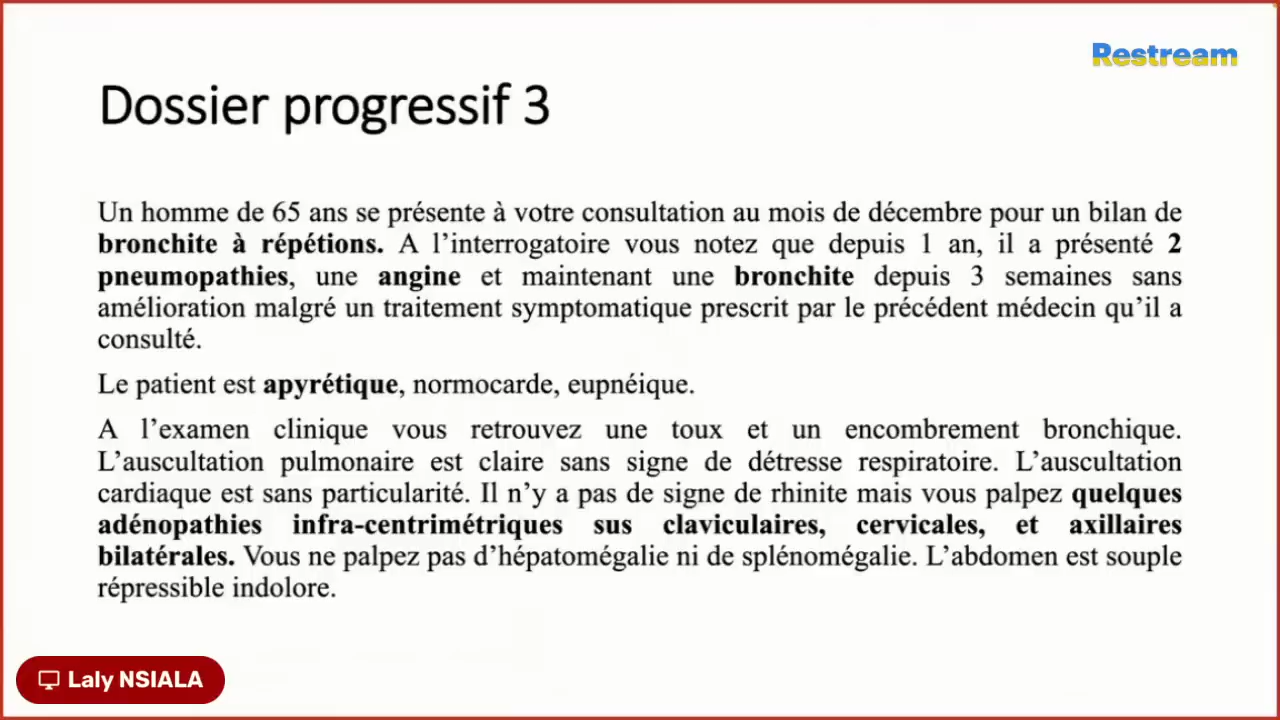 Restream
Dossier progressif 3
Un homme de 65 ans se présente à votre consultation au mois de décembre pour un bilan de
bronchite à répétions. A l’interrogatoire vous notez que depuis 1 an, il a présenté 2
pneumopathies, une angine et maintenant une bronchite depuis 3 semaines sans
amélioration malgré un traitement symptomatique prescrit par le précédent médecin qu’il a
consulté.
Le patient est apyrétique, normocarde, eupnéique.
A l’examen clinique vous retrouvez une toux et un encombrement bronchique.
L’auscultation pulmonaire est claire sans signe de détresse respiratoire. L’auscultation
cardiaque est sans particularité. Il n’y a pas de signe de rhinite mais vous palpez quelques
adénopathies infra-centrimétriques sus claviculaires, cervicales, et axillaires
bilatérales. Vous ne palpez pas d’hépatomégalie ni de splénomégalie. L’abdomen est souple
répressible indolore.
Laly NSIALA